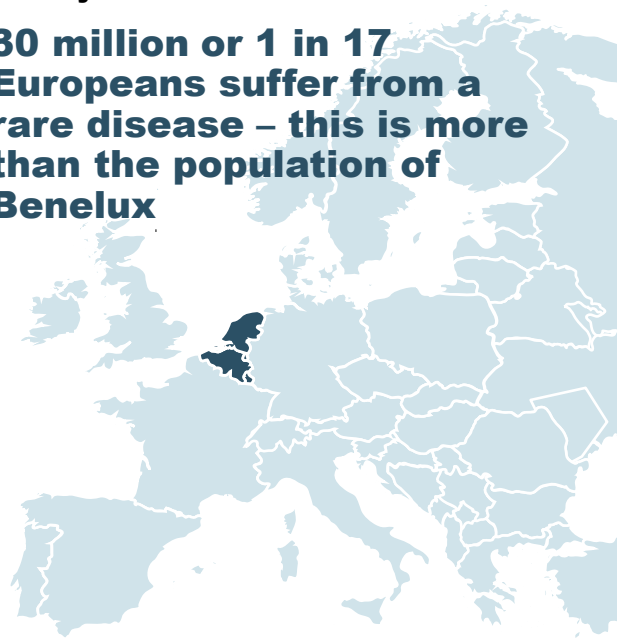 30 million or 1 in 17
Europeans suffer from a
rare disease – this is more
than the population of
Benelux